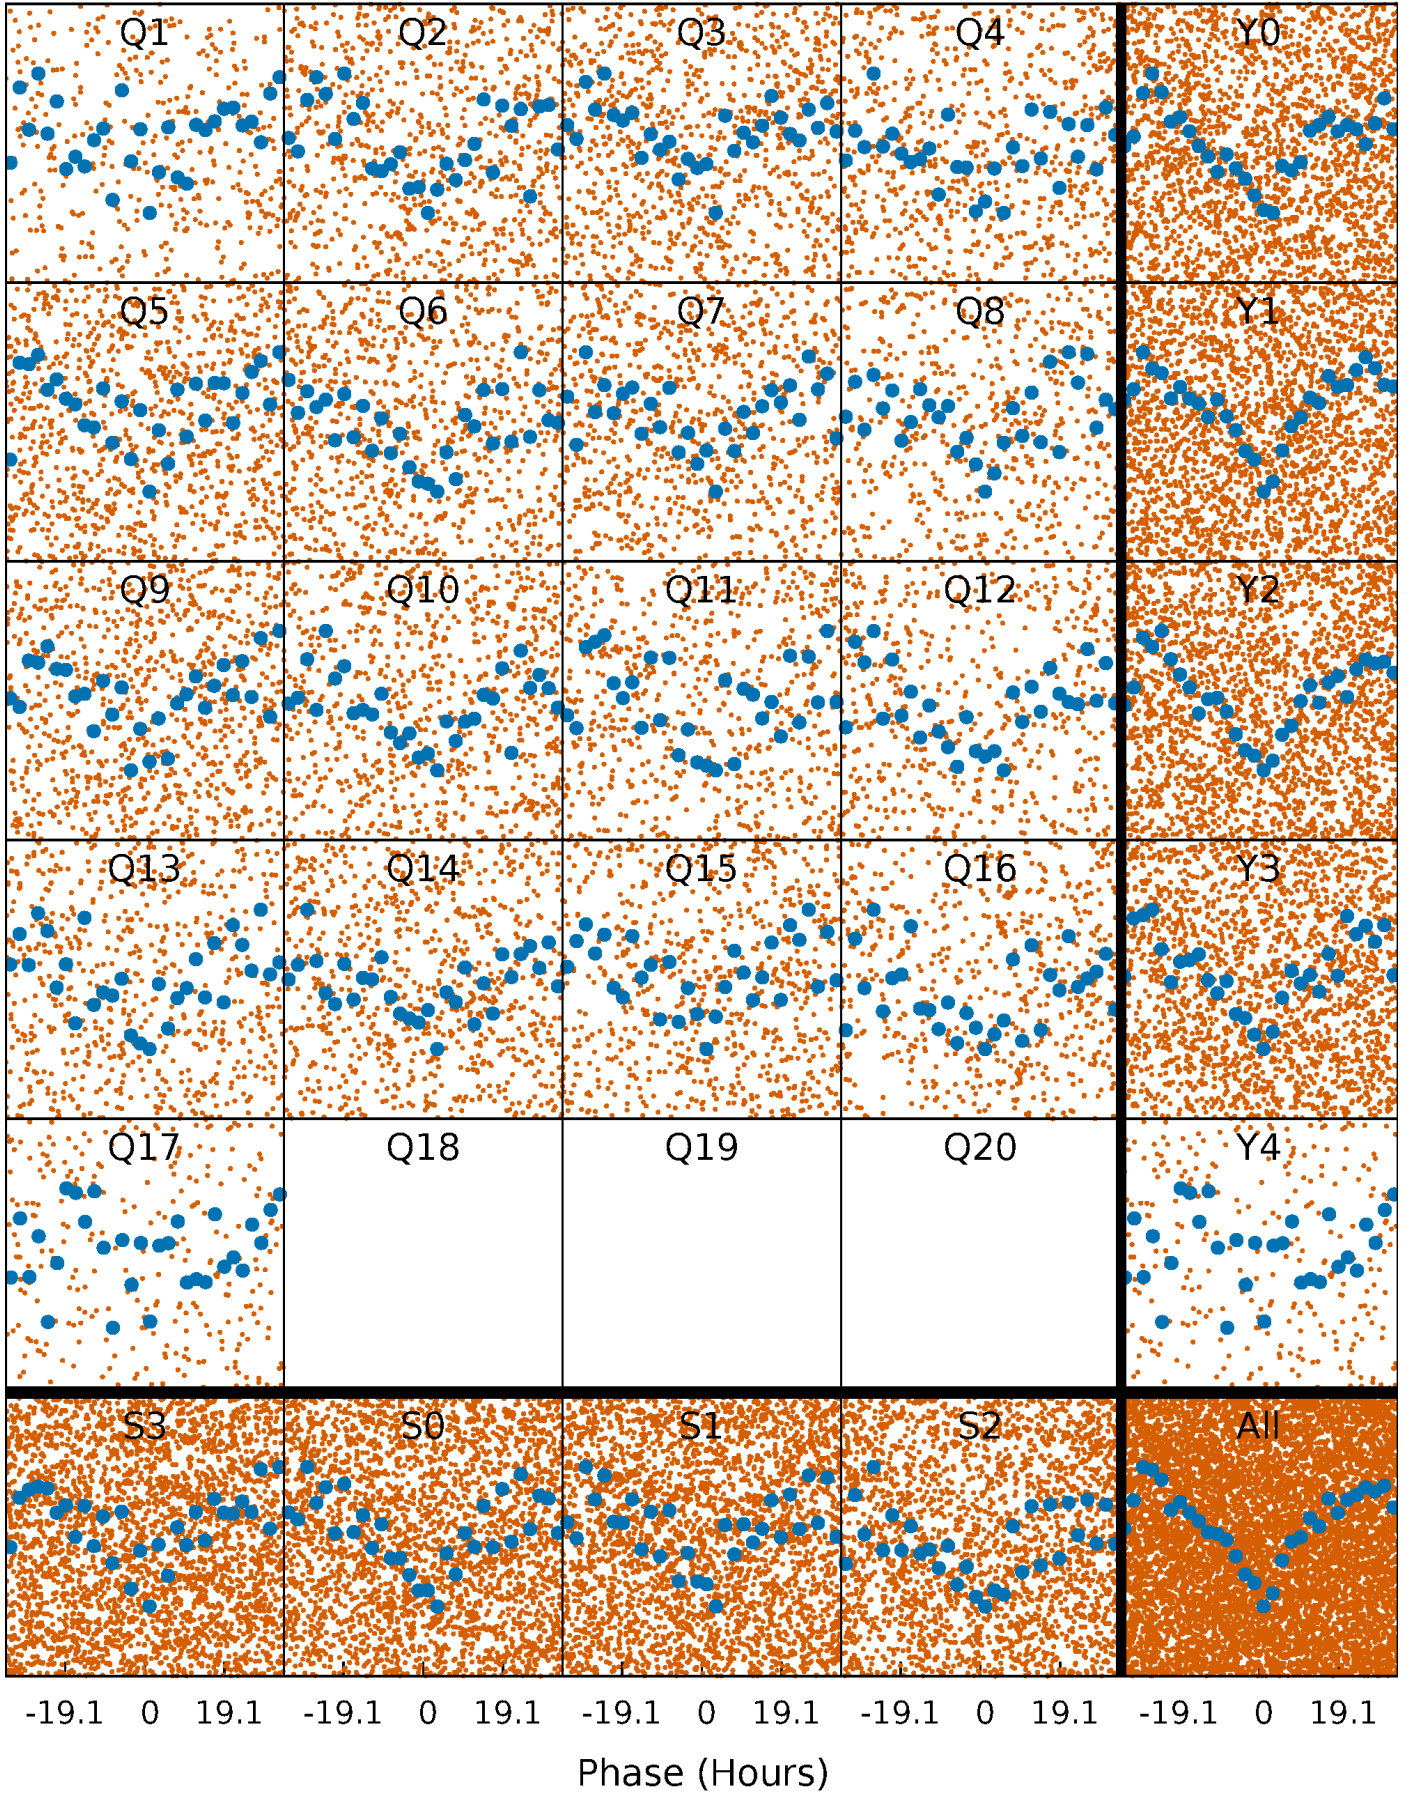 Q1 Q2 Q3 Q4 Y0
Q5 Q6 Q7 Q8 Y1
Q9 Q10 Q11 Q12 Y2
Q13 Q14 Q15 Q16 Y3
Q17 Q18 Q19 Q20 Y4
S3 S0 S1 S2 All
-19.1 0 19.1 -19.1 0 19.1 -19.1 0 19.1 -19.1 0 19.1 -19.1 0 19.1
Phase (Hours)